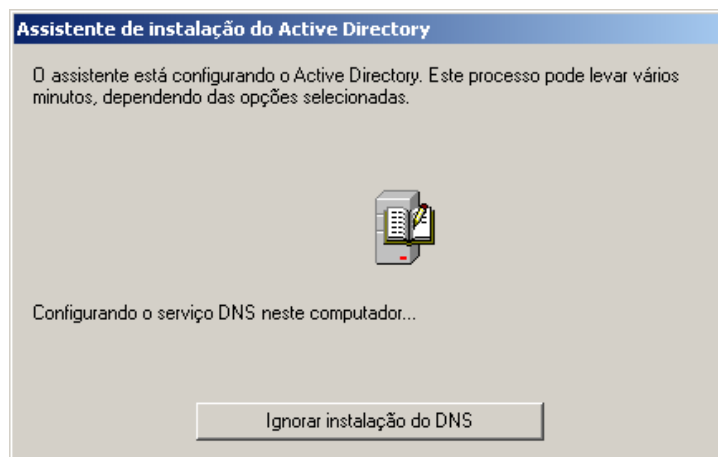 Assistente de instalação do Active Directory
O assistente está configurando o Active Directory. Este processo pode levar vários
minutos, dependendo das opções selecionadas.
Configurando o serviço DNS neste computador...
Ignorar instalação do DNS